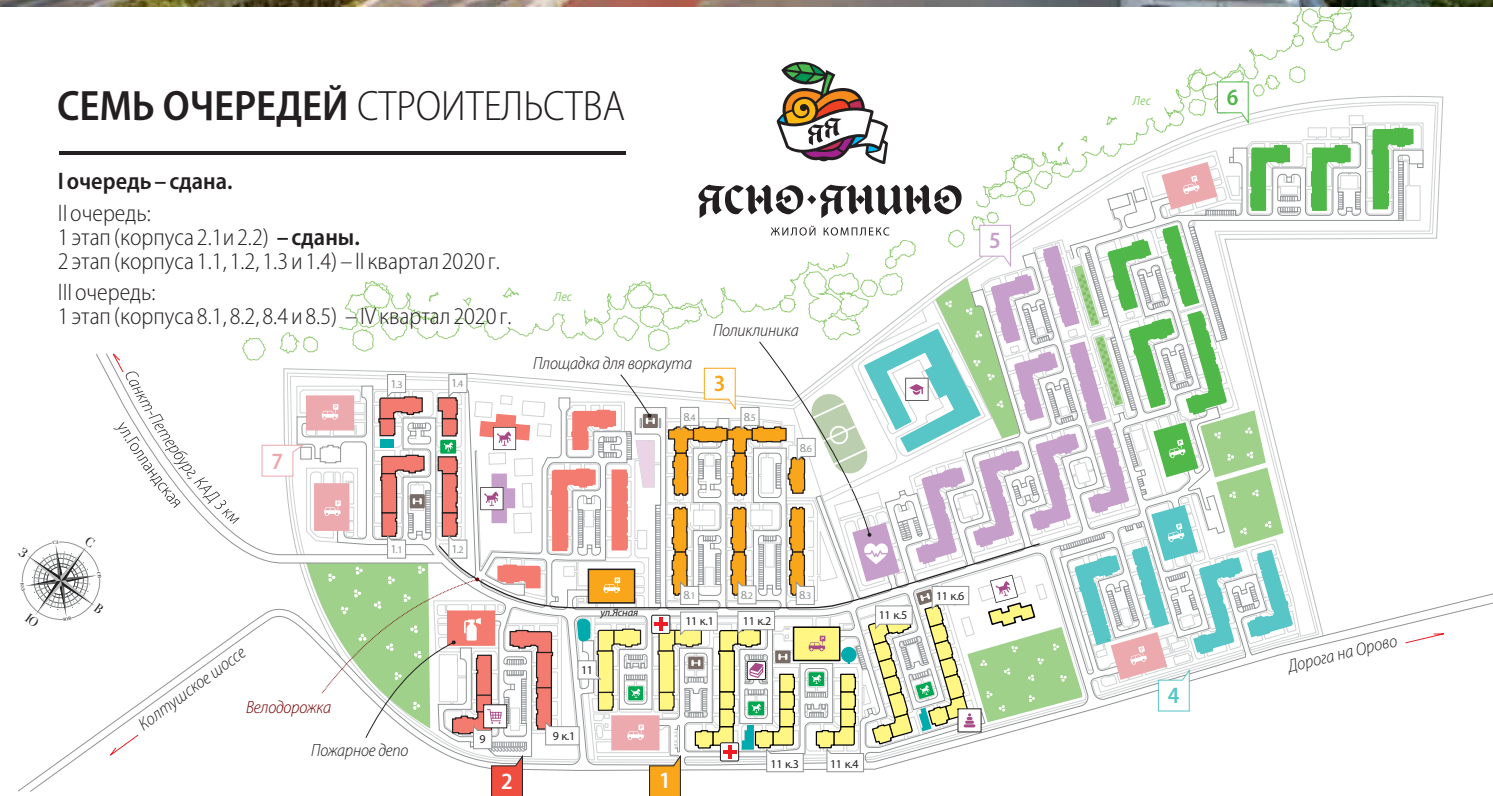 СЕМЬ ОЧЕРЕДЕЙ СТРОИТЕЛЬСТВА
I очередь – сдана.
II очередь:
1 этап (корпуса 2.1 и 2.2) – сданы.
2 этап (корпуса 1.1, 1.2, 1.3 и 1.4) – II квартал 2020 г.
III очередь:
1 этап (корпуса 8.1, 8.2, 8.4 и 8.5) – IV квартал 2020 г.
ЯЯ
ЯСНО·ЯНИНО
ЖИЛОЙ КОМПЛЕКС
Лес
6
5
Лес
Поликлиника
Площадка для воркаута
3
Санкт-Петербург, КАД 3 км
ул.Голландская
7
1.3
1.4
8.4
8.5
8.6
1.1
1.2
8.1
8.2
8.3
С
В
Ю
З
ул.Ясная
11
11 к.1
11 к.2
11 к.5
11 к.6
Колтушское шоссе
Велодорожка
Пожарное депо
9
9 к.1
11 к.3
11 к.4
2
1
4
Дорога на Орово